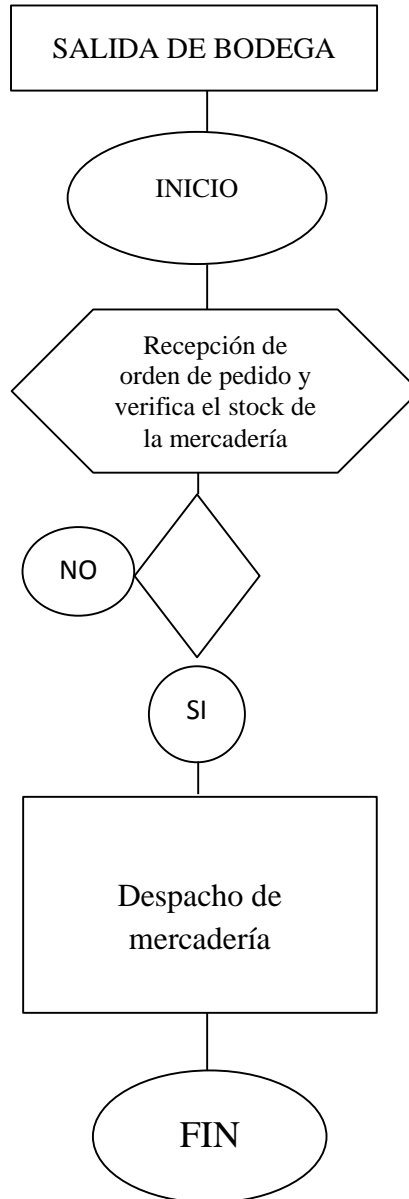 SALIDA DE BODEGA
INICIO
Recepción de
orden de pedido y
verifica el stock de
la mercadería
NO
SI
Despacho de
mercadería
FIN